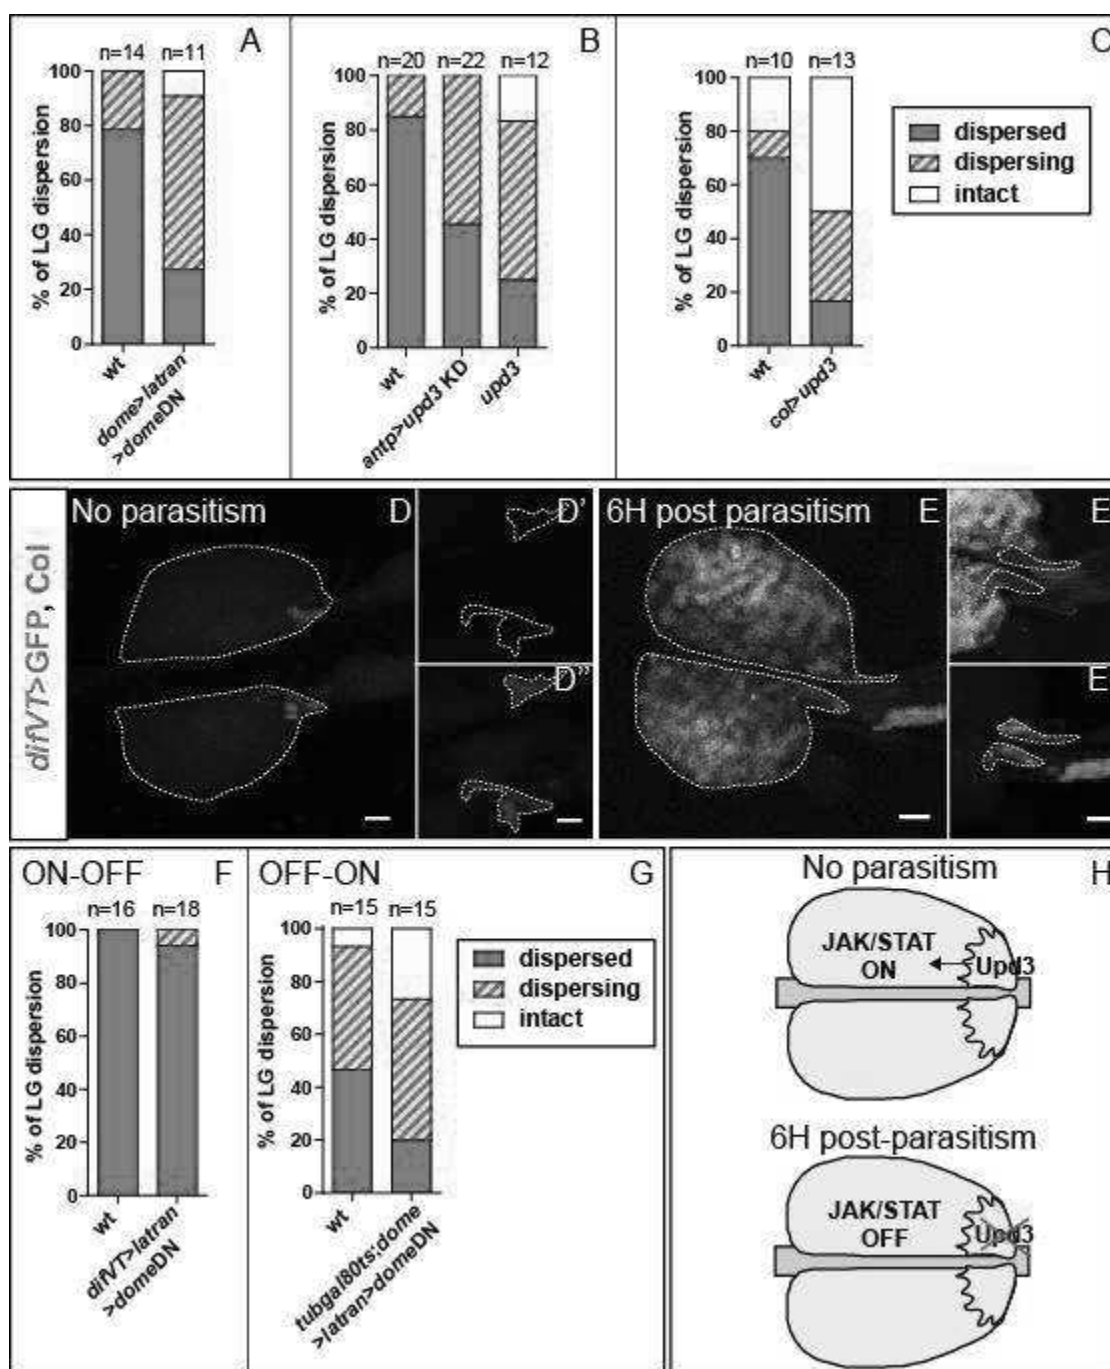 A
n=14 n=11
100
80
60
40
20
0
% of LG dispersion
wt
dome>latran
>domeDN
B
n=20 n=22 n=12
100
80
60
40
20
0
% of LG dispersion
wt
antp>upd3 KD
upd3
C
n=10 n=13
100
80
60
40
20
0
% of LG dispersion
wt
col>upd3
dispersed
dispersing
intact
difVT>GFP, Col
No parasitism D
D'
D''
6H post parasitism E
E
E
ON-OFF F
n=16 n=18
100
80
60
40
20
0
% of LG dispersion
wt
difVT>latran
>domeDN
OFF-ON G
n=15 n=15
100
80
60
40
20
0
% of LG dispersion
wt
tubgal80ts;dome
>latran>domeDN
dispersed
dispersing
intact
H
No parasitism
JAK/STAT
ON
Upd3
6H post-parasitism
JAK/STAT
OFF
Upd3